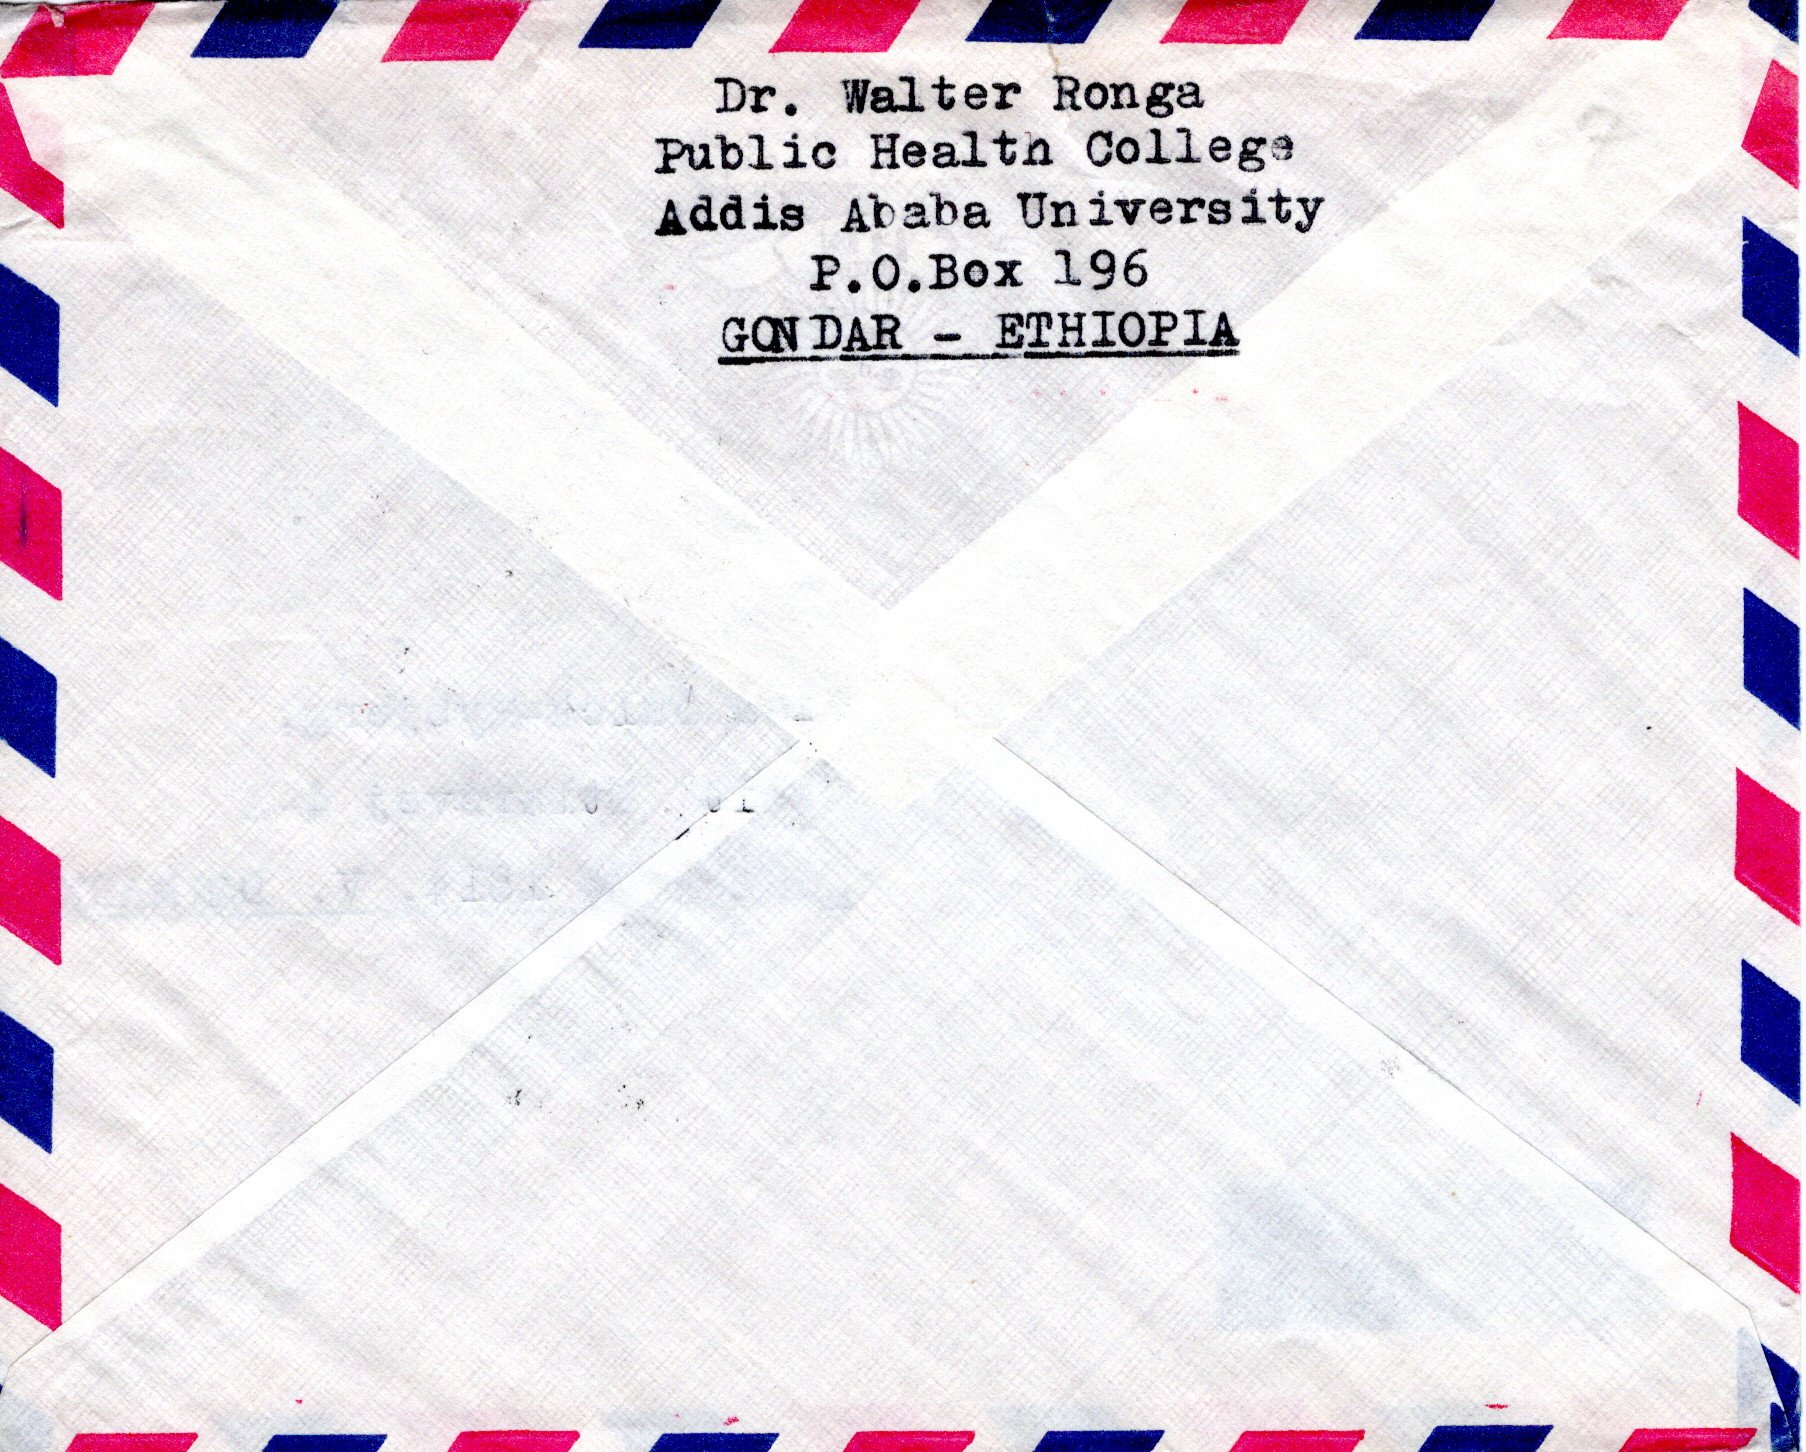 Dr. Walter Ronga
Public Health College
Addis Ababa University
P.O.Box 196
GONDAR - ETHIOPIA